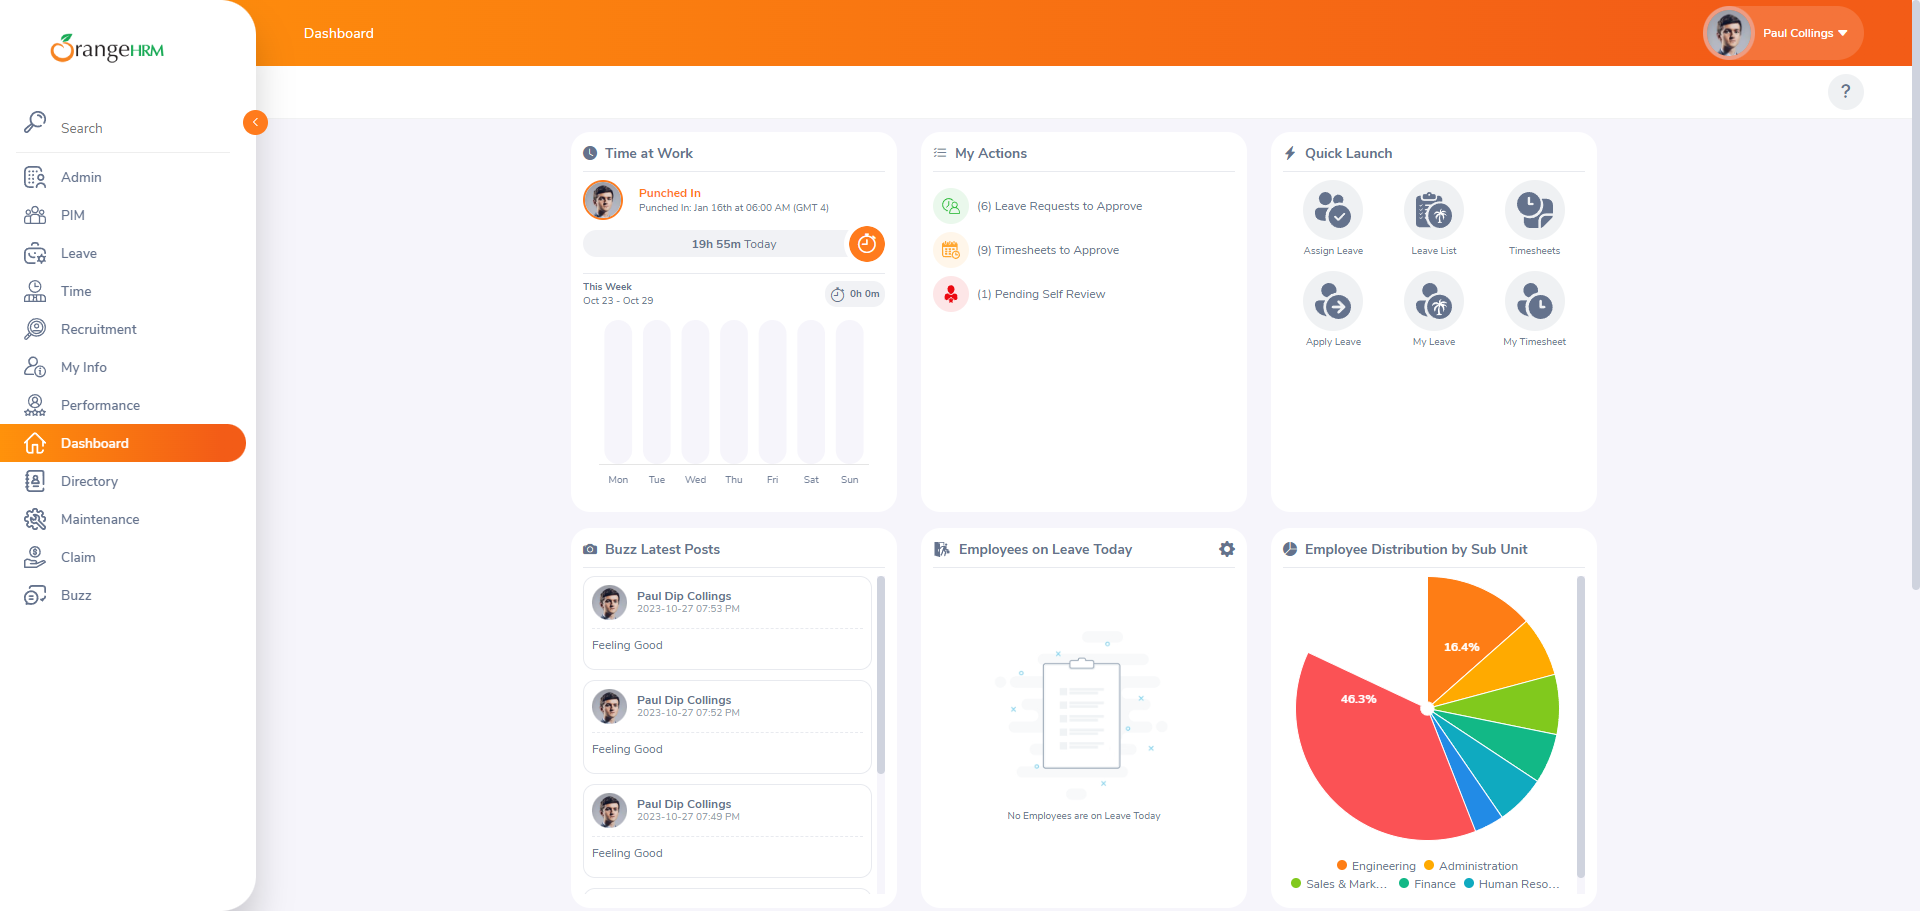 OrangeHRM
Dashboard
Paul Collings
?
Search
Admin
PIM
Leave
Time
Recruitment
My Info
Performance
Dashboard
Directory
Maintenance
Claim
Buzz
Time at Work
Punched In
Punched In: Jan 16th at 06:00 AM (GMT 4)
19h 55m Today
This Week
Oct 23 - Oct 29
0h 0m
Mon Tue Wed Thu Fri Sat Sun
My Actions
(6) Leave Requests to Approve
(9) Timesheets to Approve
(1) Pending Self Review
Quick Launch
Assign Leave Leave List Timesheets
Apply Leave My Leave My Timesheet
Buzz Latest Posts
Paul Dip Collings
2023-10-27 07:53 PM
Feeling Good
Paul Dip Collings
2023-10-27 07:52 PM
Feeling Good
Paul Dip Collings
2023-10-27 07:49 PM
Feeling Good
Employees on Leave Today
No Employees are on Leave Today
Employee Distribution by Sub Unit
16.4%
46.3%
Engineering Administration
Sales & Mark... Finance Human Reso...